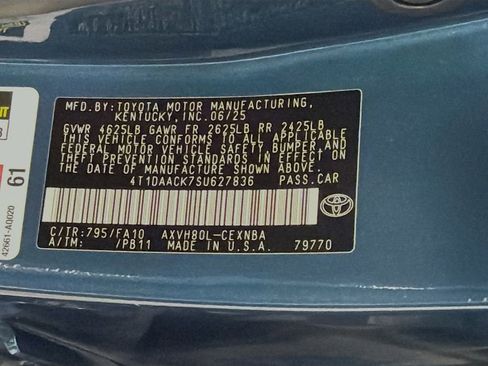 MFD. BY: TOYOTA MOTOR MANUFACTURING,
KENTUCKY, INC. 06/25
GVWR 4625LB GAWR FR 2625LB RR 2425LB
THIS VEHICLE CONFORMS TO ALL APPLICABLE
FEDERAL MOTOR VEHICLE SAFETY, BUMPER, AND
THEFT PREVENTION STANDARDS IN EFFECT ON
THE DATE OF MANUFACTURE SHOWN ABOVE.
4T1DAACK7SU627836 PASS.CAR
C/TR:795/FA10 AXVH80L-CEXNBA
A/TM: /PB11 MADE IN U.S.A. 79770
61
42661-A0020